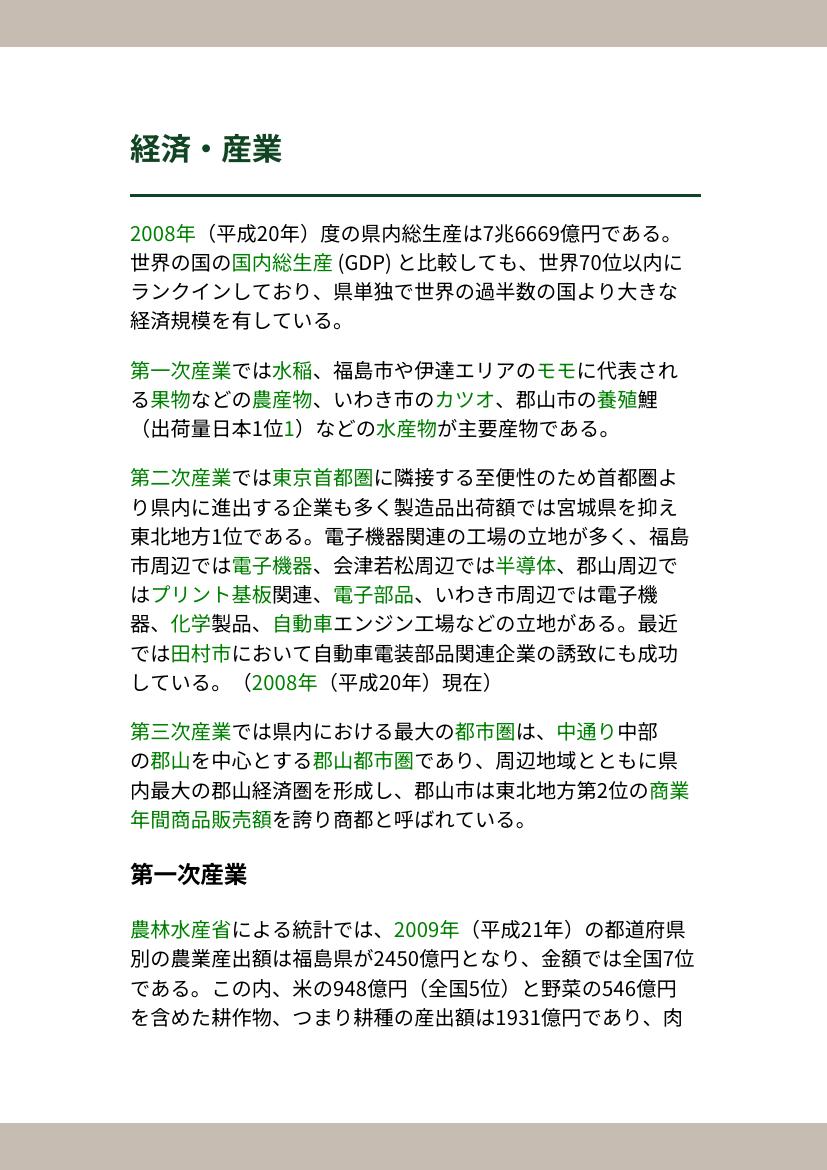 経済・産業
2008年（平成20年）度の県内総生産は7兆6669億円である。
世界の国の国内総生産 (GDP) と比較しても、世界70位以内に
ランクインしており、県単独で世界の過半数の国より大きな
経済規模を有している。
第一次産業では水稲、福島市や伊達エリアのモモに代表され
る果物などの農産物、いわき市のカツオ、郡山市の養殖鯉
（出荷量日本1位1）などの水産物が主要産物である。
第二次産業では東京首都圏に隣接する至便性のため首都圏よ
り県内に進出する企業も多く製造品出荷額では宮城県を抑え
東北地方1位である。電子機器関連の工場の立地が多く、福島
市周辺では電子機器、会津若松周辺では半導体、郡山周辺で
はプリント基板関連、電子部品、いわき市周辺では電子機
器、化学製品、自動車エンジン工場などの立地がある。最近
では田村市において自動車電装部品関連企業の誘致にも成功
している。（2008年（平成20年）現在）
第三次産業では県内における最大の都市圏は、中通り中部
の郡山を中心とする郡山都市圏であり、周辺地域とともに県
内最大の郡山経済圏を形成し、郡山市は東北地方第2位の商業
年間商品販売額を誇り商都と呼ばれている。
第一次産業
農林水産省による統計では、2009年（平成21年）の都道府県
別の農業産出額は福島県が2450億円となり、金額では全国7位
である。この内、米の948億円（全国5位）と野菜の546億円
を含めた耕作物、つまり耕種の産出額は1931億円であり、肉